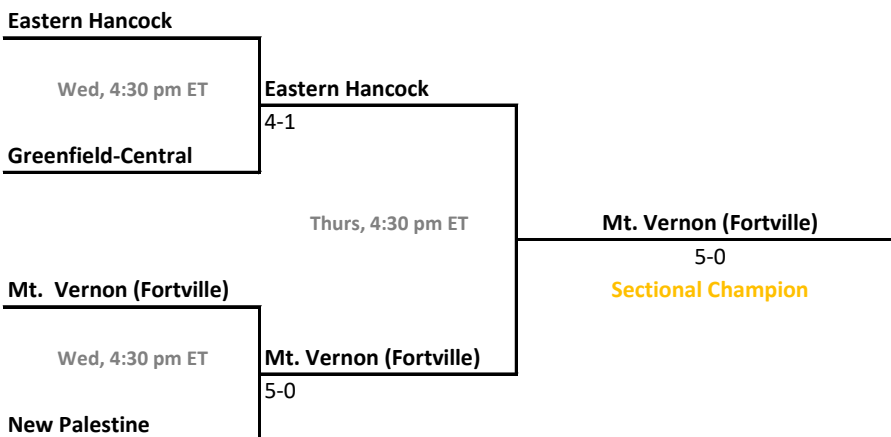 Eastern Hancock
Wed, 4:30 pm ET
Eastern Hancock
4-1
Greenfield-Central
Thurs, 4:30 pm ET
Mt. Vernon (Fortville)
5-0
Sectional Champion
Mt.  Vernon (Fortville)
Wed, 4:30 pm ET
Mt. Vernon (Fortville)
5-0
New Palestine